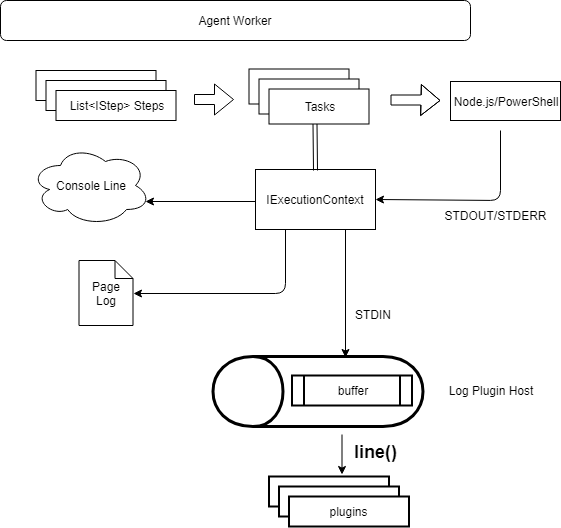 Agent Worker
List<IStep> Steps
Tasks
Node.js/PowerShell
Console Line
IExecutionContext
STDOUT/STDERR
Page
Log
STDIN
buffer
Log Plugin Host
line()
plugins